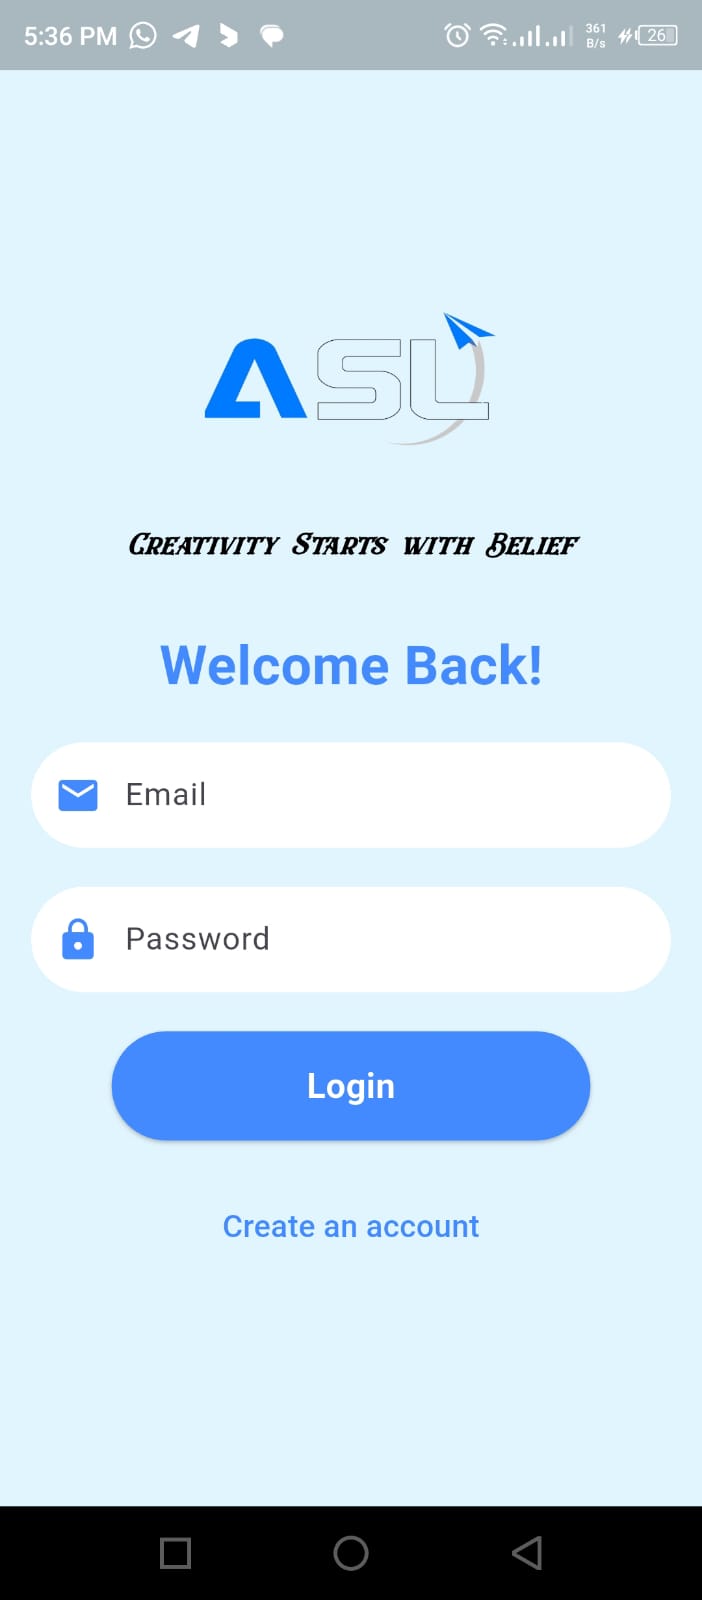 5:36 PM 361 B/s 26
ASL
Creativity Starts with Belief
Welcome Back!
Email
Password
Login
Create an account